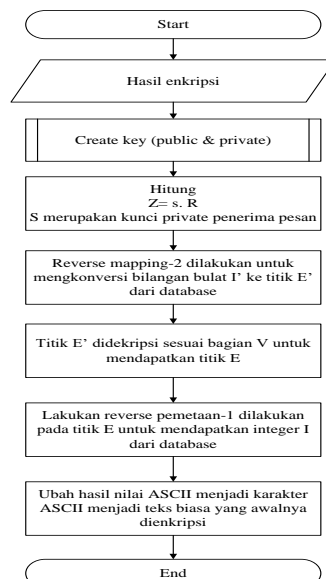 Start
Hasil enkripsi
Create key (public & private)
Hitung
Z= s. R
S merupakan kunci private penerima pesan
Reverse mapping-2 dilakukan untuk
mengkonversi bilangan bulat I’ ke titik E’
dari database
Titik E’ didekripsi sesuai bagian V untuk
mendapatkan titik E
Lakukan reverse pemetaan-1 dilakukan
pada titik E untuk mendapatkan integer I
dari database
Ubah hasil nilai ASCII menjadi karakter
ASCII menjadi teks biasa yang awalnya
dienkripsi
End